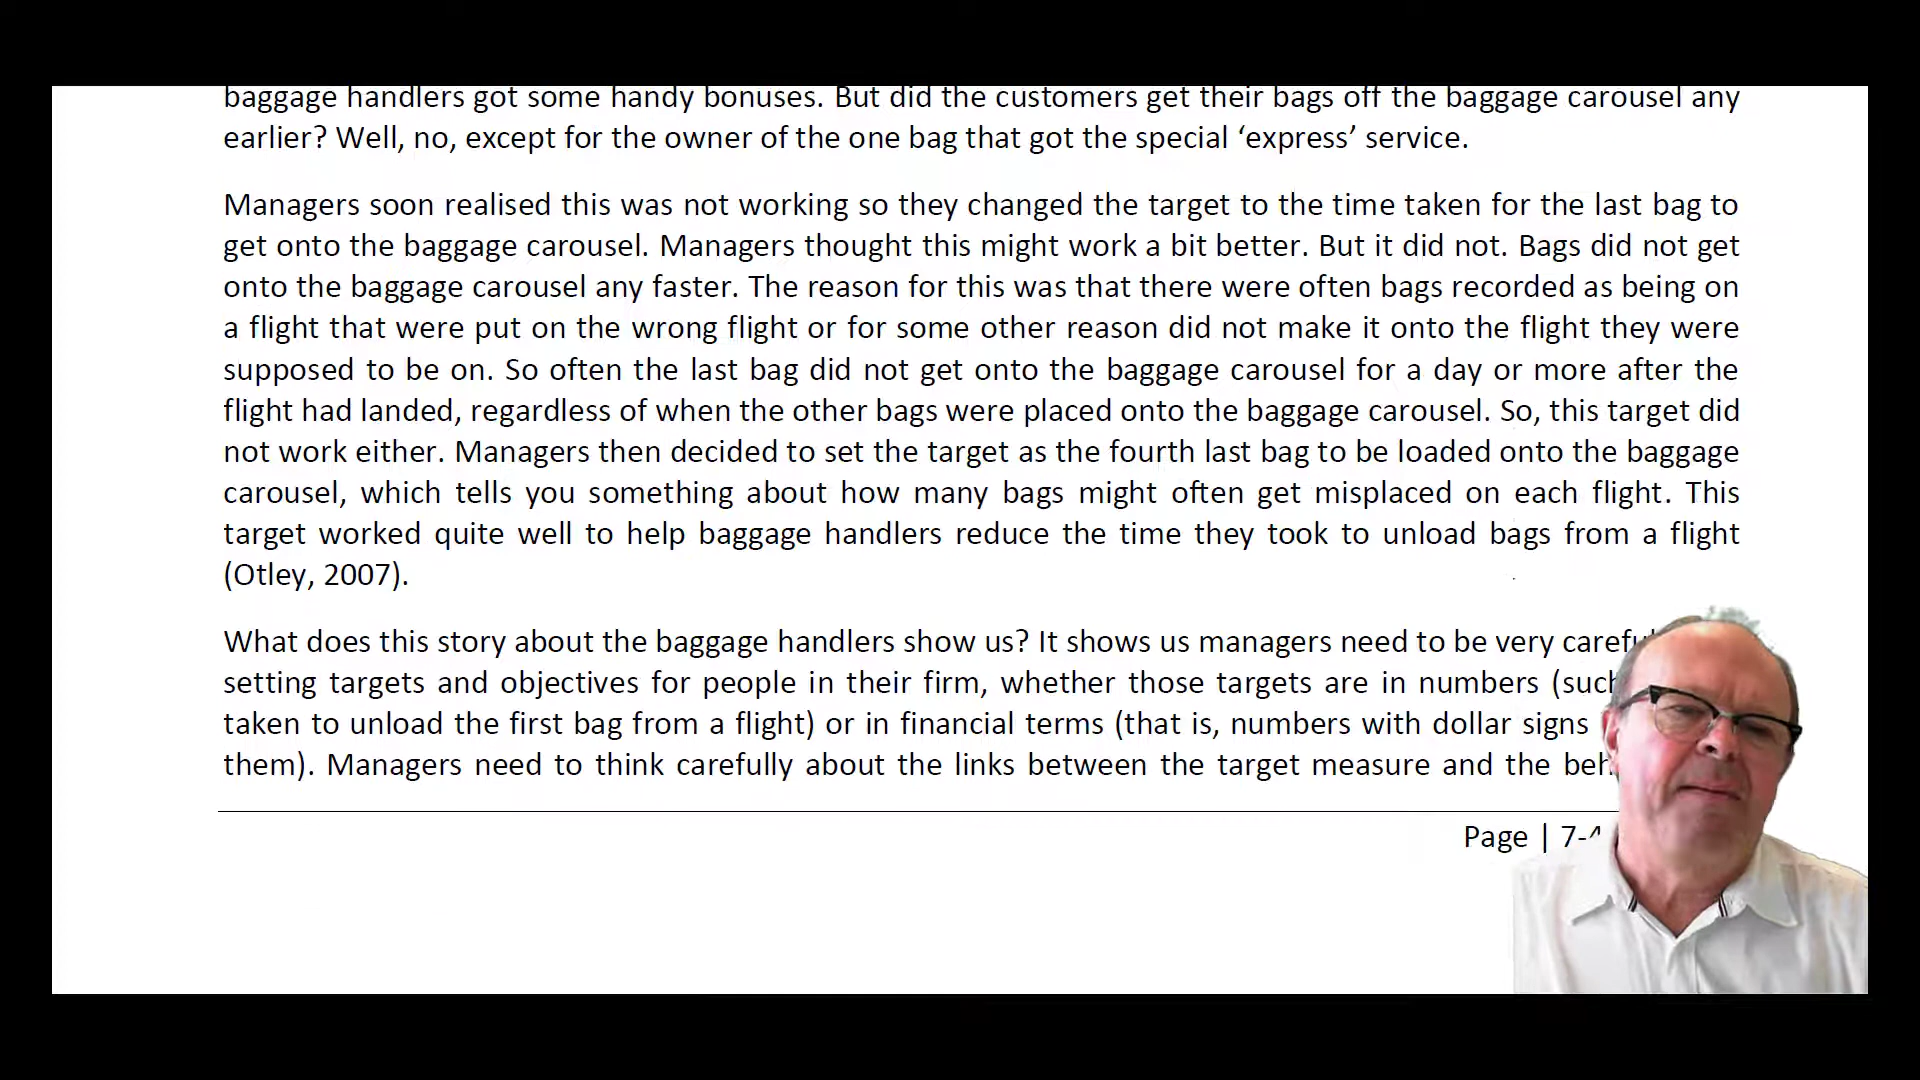 baggage handlers got some handy bonuses. But did the customers get their bags off the baggage carousel any
earlier? Well, no, except for the owner of the one bag that got the special ‘express’ service.
Managers soon realised this was not working so they changed the target to the time taken for the last bag to
get onto the baggage carousel. Managers thought this might work a bit better. But it did not. Bags did not get
onto the baggage carousel any faster. The reason for this was that there were often bags recorded as being on
a flight that were put on the wrong flight or for some other reason did not make it onto the flight they were
supposed to be on. So often the last bag did not get onto the baggage carousel for a day or more after the
flight had landed, regardless of when the other bags were placed onto the baggage carousel. So, this target did
not work either. Managers then decided to set the target as the fourth last bag to be loaded onto the baggage
carousel, which tells you something about how many bags might often get misplaced on each flight. This
target worked quite well to help baggage handlers reduce the time they took to unload bags from a flight
(Otley, 2007).
What does this story about the baggage handlers show us? It shows us managers need to be very
setting targets and objectives for people in their firm, whether those targets are in numbers
taken to unload the first bag from a flight) or in financial terms (that is, numbers with dollar signs
them). Managers need to think carefully about the links between the target measure and the
Page |